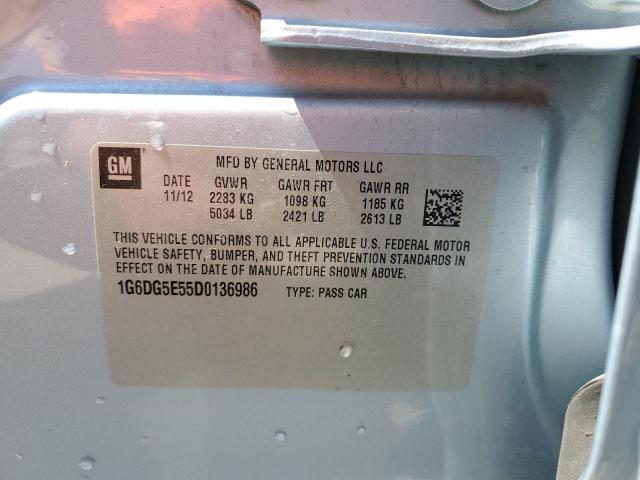 GM
MFD BY GENERAL MOTORS LLC
DATE GVWR GAWR FRT GAWR RR
11/12 2283 KG 1098 KG 1185 KG
5034 LB 2421 LB 2613 LB
THIS VEHICLE CONFORMS TO ALL APPLICABLE U.S. FEDERAL MOTOR
VEHICLE SAFETY, BUMPER, AND THEFT PREVENTION STANDARDS IN
EFFECT ON THE DATE OF MANUFACTURE SHOWN ABOVE.
1G6DG5E55D0136986 TYPE: PASS CAR